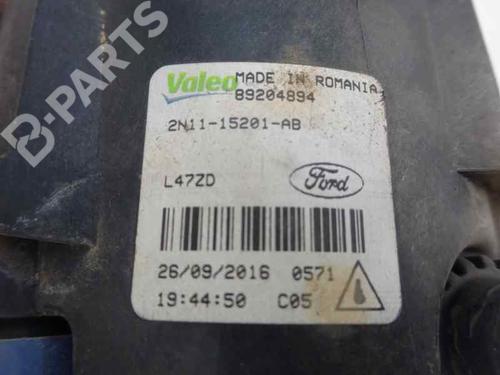 B-PARTS
Valeo MADE IN ROMANIA
89204894
2N11-15201-AB
L47ZD
Ford
26/09/2016 0571
19:44:50 C05